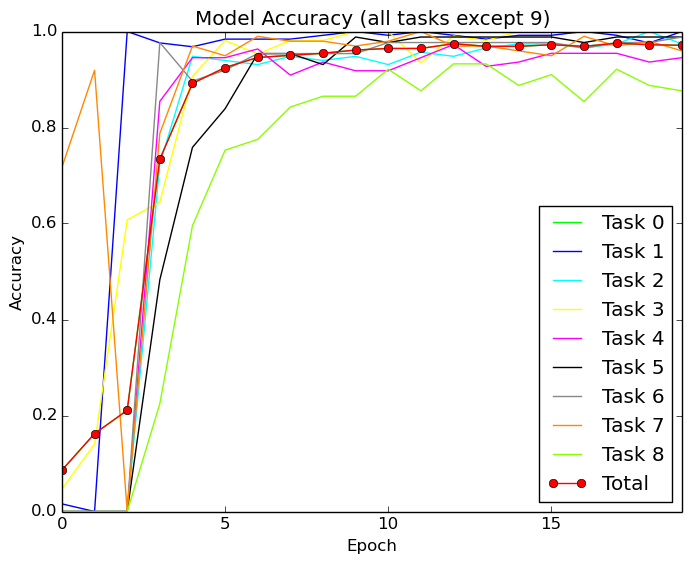 Model Accuracy (all tasks except 9)
1.0
0.8
0.6
0.4
0.2
0.0
Accuracy
0
5
10
15
Epoch
Task 0
Task 1
Task 2
Task 3
Task 4
Task 5
Task 6
Task 7
Task 8
Total